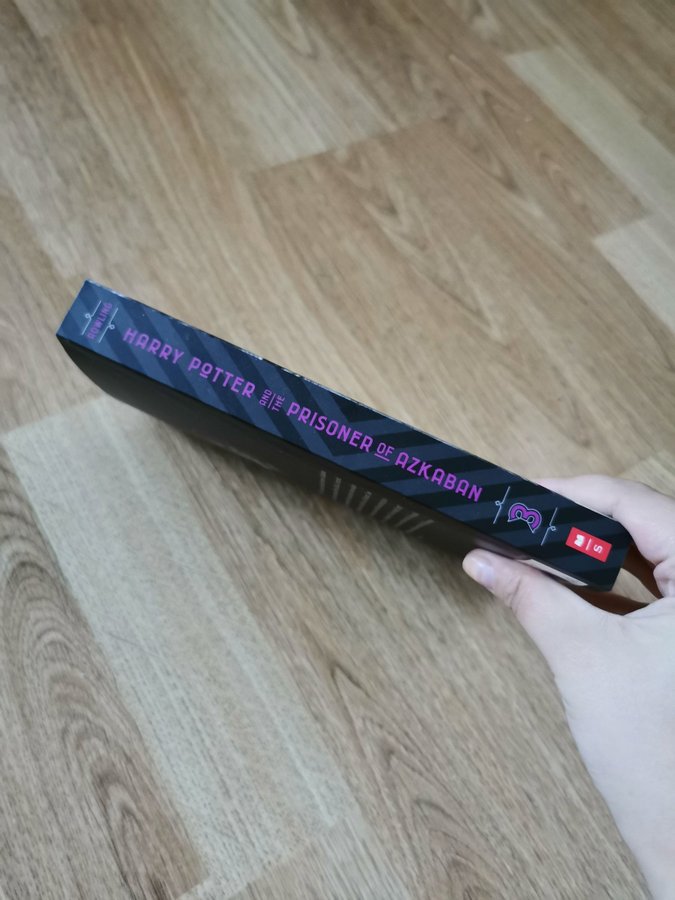 ROWLING
HARRY POTTER AND THE PRISONER OF AZKABAN
3
M S